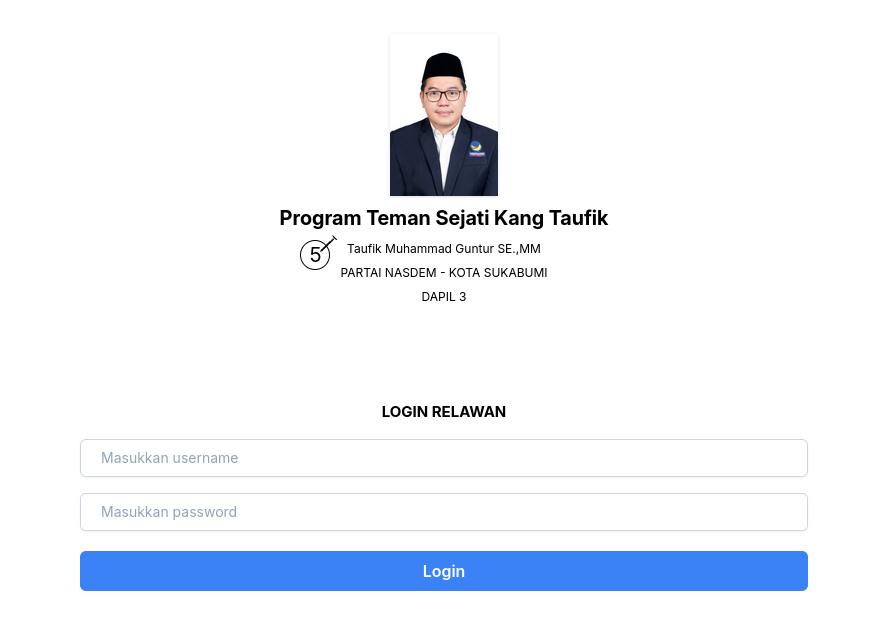 Program Teman Sejati Kang Taufik
5
Taufik Muhammad Guntur SE.,MM
PARTAI NASDEM - KOTA SUKABUMI
DAPIL 3
LOGIN RELAWAN
Masukkan username
Masukkan password
Login